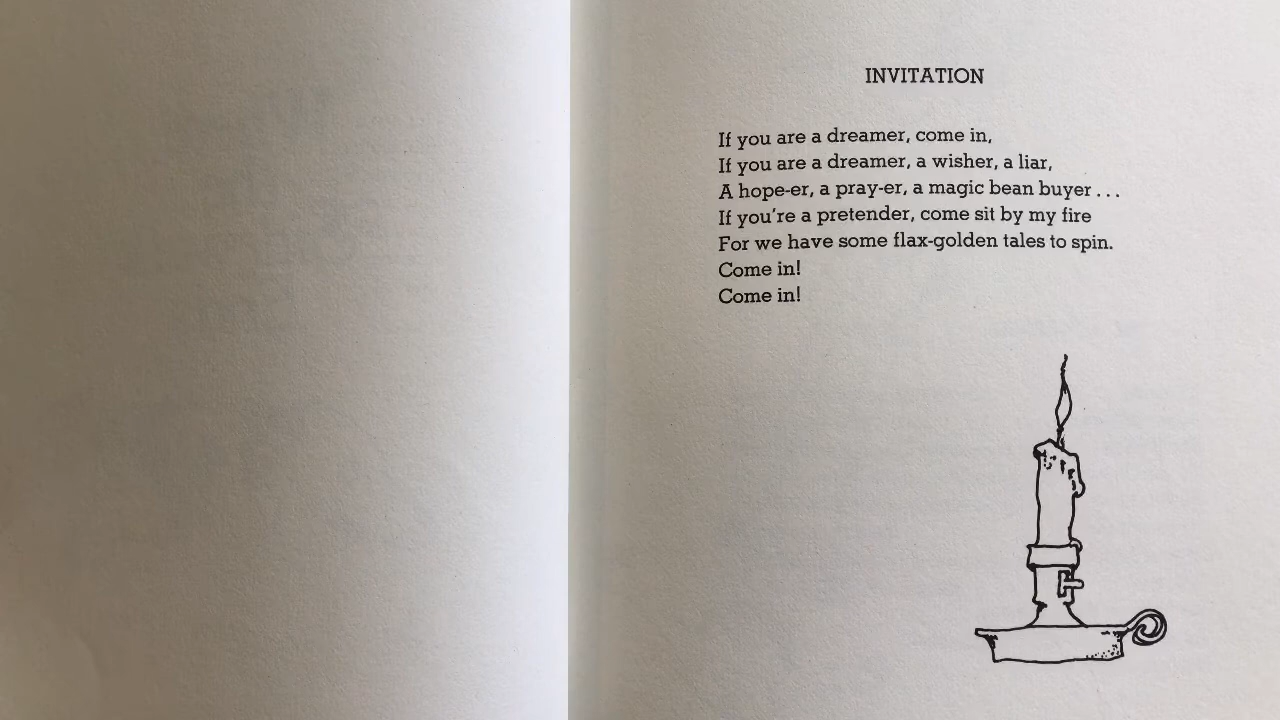 INVITATION
If you are a dreamer, come in,
If you are a dreamer, a wisher, a liar,
A hope-er, a pray-er, a magic bean buyer . . .
If you're a pretender, come sit by my fire
For we have some flax-golden tales to spin.
Come in!
Come in!